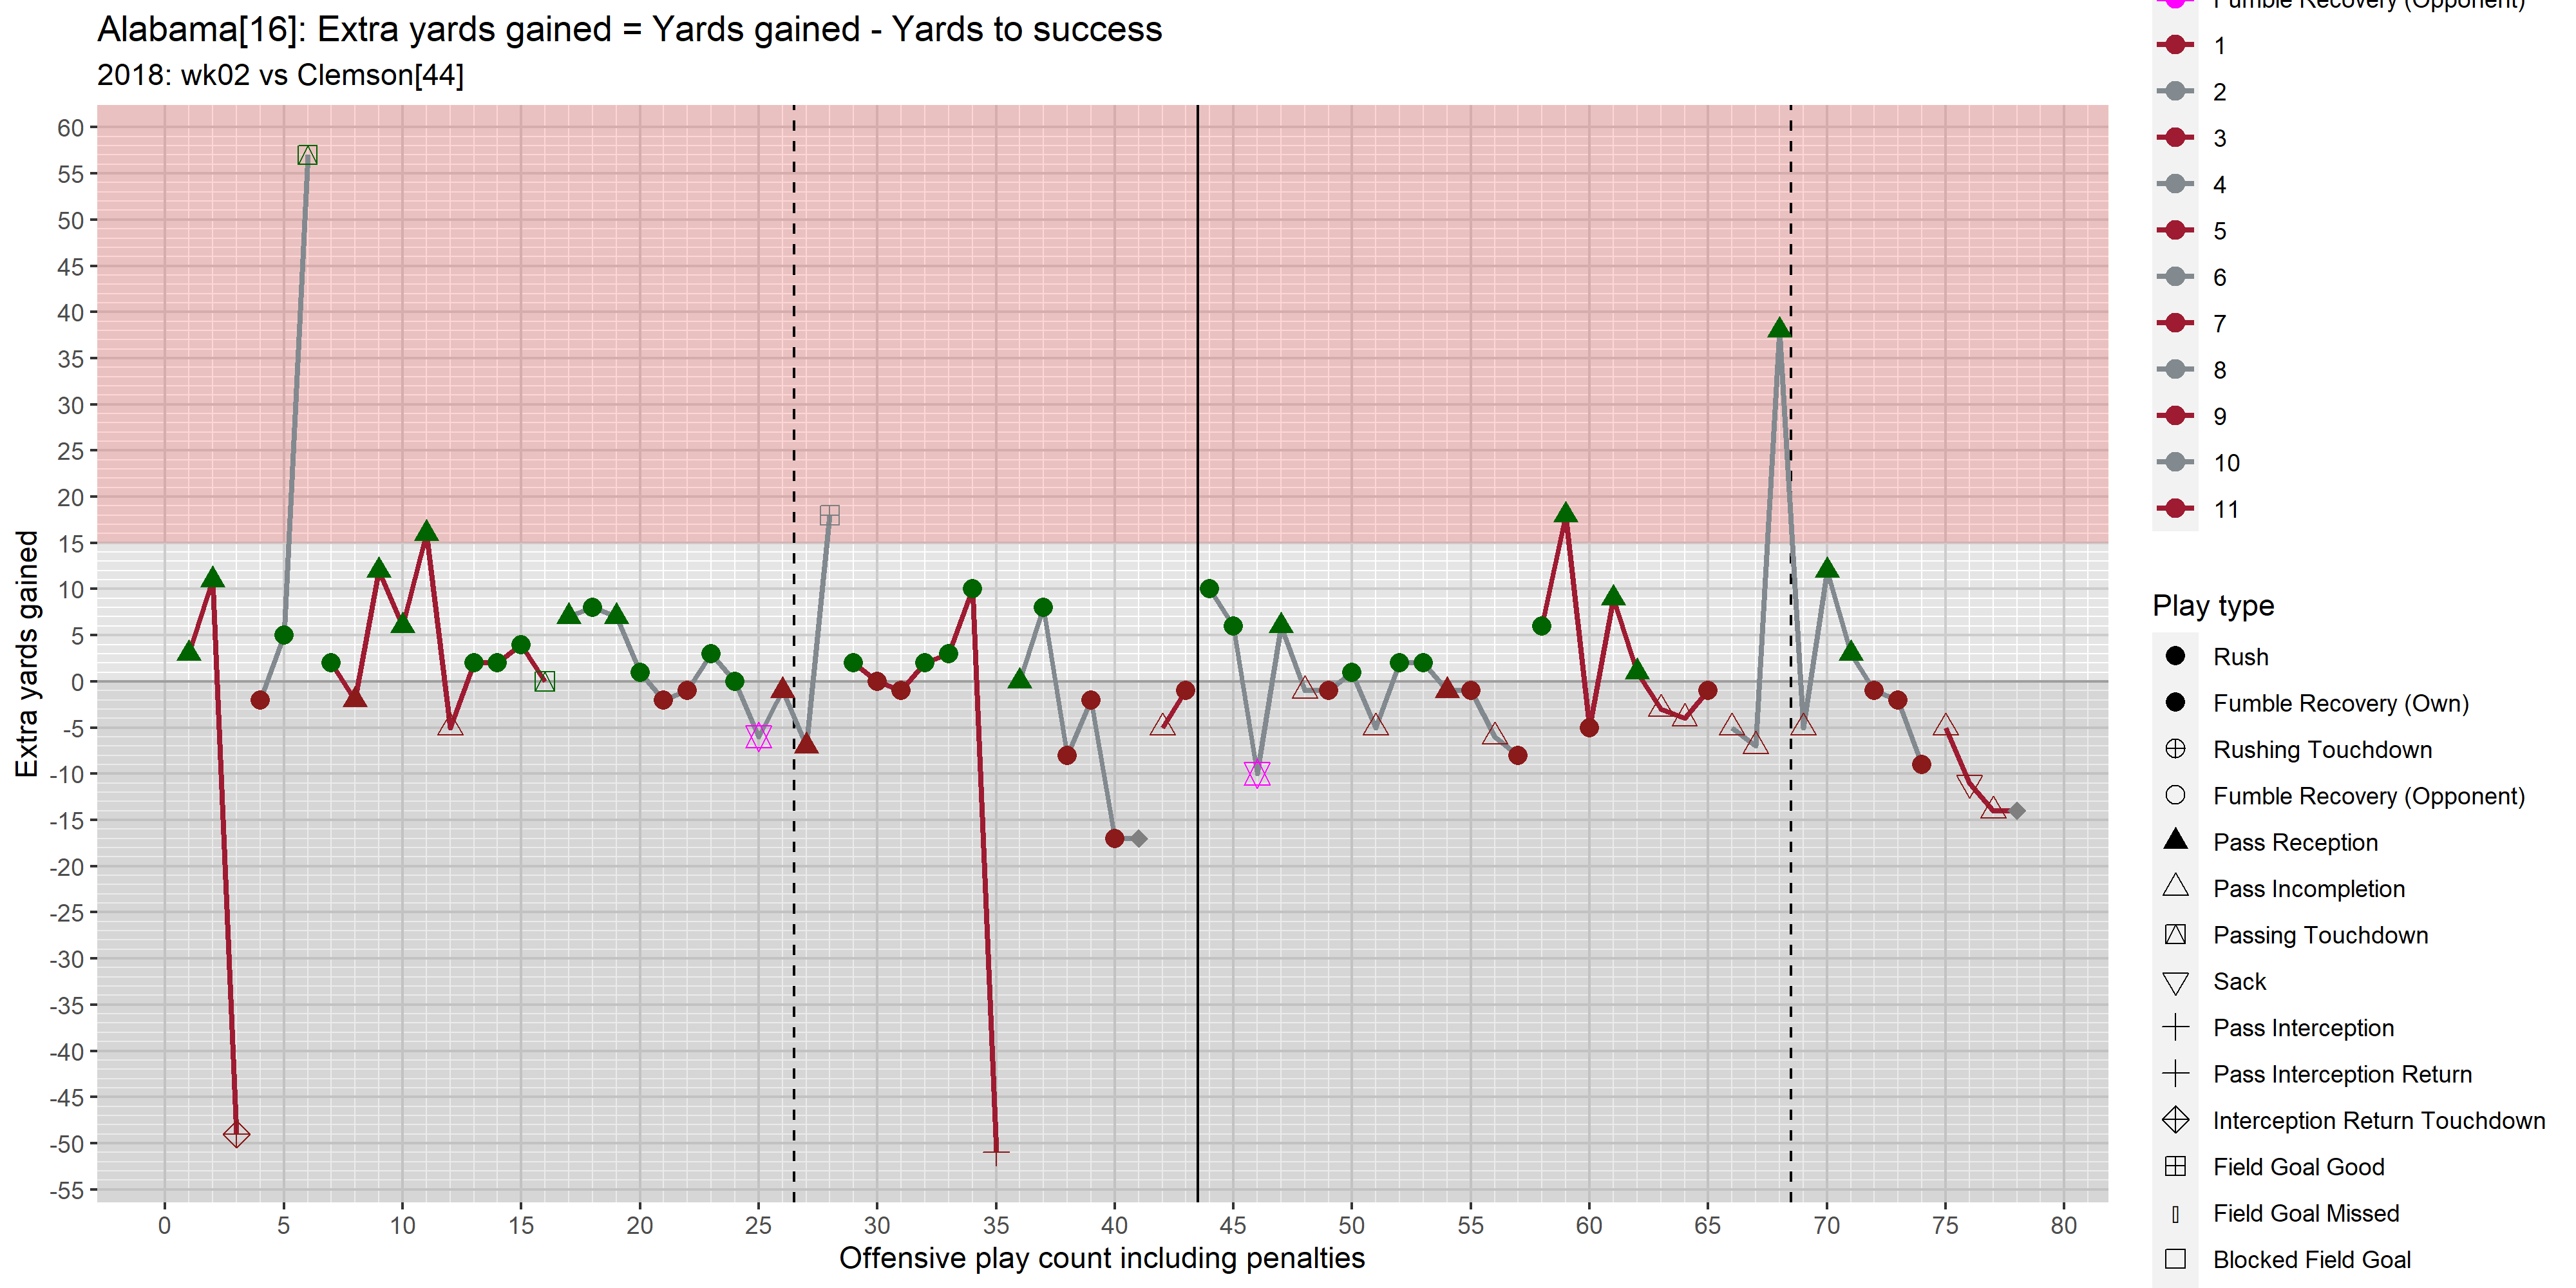 Alabama[16]: Extra yards gained = Yards gained - Yards to success
2018: wk02 vs Clemson[44]
Extra yards gained
60
55
50
45
40
35
30
25
20
15
10
5
0
-5
-10
-15
-20
-25
-30
-35
-40
-45
-50
-55
0 5 10 15 20 25 30 35 40 45 50 55 60 65 70 75 80
Offensive play count including penalties
Fumble Recovery (Opponent)
1
2
3
4
5
6
7
8
9
10
11
Play type
Rush
Fumble Recovery (Own)
Rushing Touchdown
Fumble Recovery (Opponent)
Pass Reception
Pass Incompletion
Passing Touchdown
Sack
Pass Interception
Pass Interception Return
Interception Return Touchdown
Field Goal Good
Field Goal Missed
Blocked Field Goal